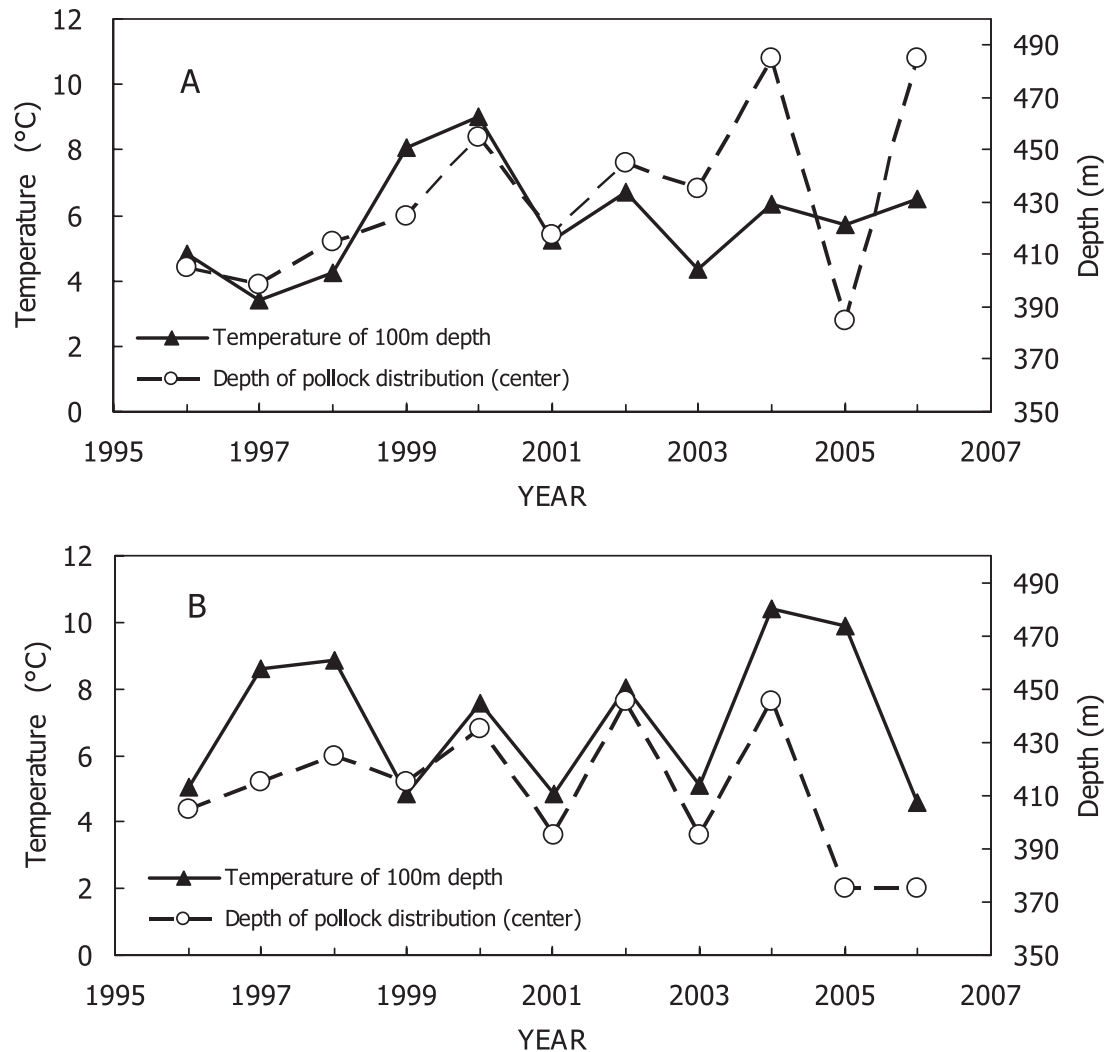 A
12
10
8
6
4
2
0
Temperature (°C)
490
470
450
430
410
390
370
350
Depth (m)
Temperature of 100m depth
Depth of pollock distribution (center)
1995 1997 1999 2001 2003 2005 2007
YEAR
B
12
10
8
6
4
2
0
Temperature (°C)
490
470
450
430
410
390
370
350
Depth (m)
Temperature of 100m depth
Depth of pollock distribution (center)
1995 1997 1999 2001 2003 2005 2007
YEAR